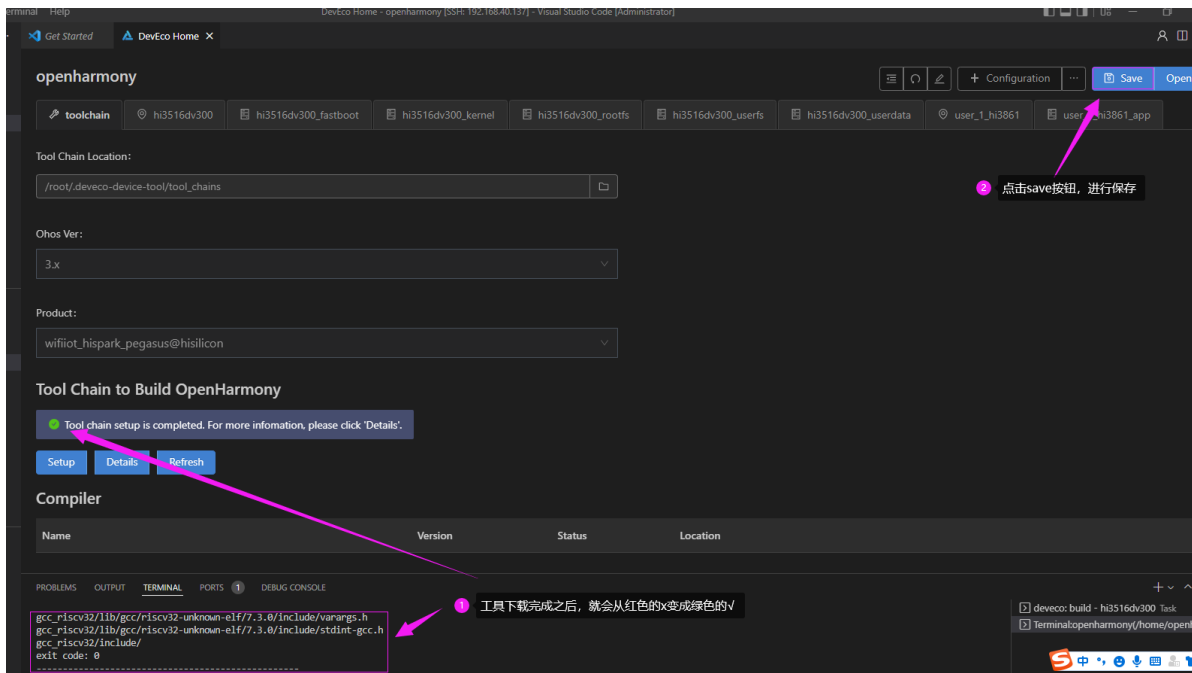 erminal Help DevEco Home - openharmony [SSH: 192.168.40.137] - Visual Studio Code [Administrator]
Get Started DevEco Home
openharmony + Configuration ... Save Open
toolchain hi3516dv300 hi3516dv300_fastboot hi3516dv300_kernel hi3516dv300_rootfs hi3516dv300_userfs hi3516dv300_userdata user_1_hi3861 user_1_hi3861_app
Tool Chain Location:
/root/.deveco-device-tool/tool_chains
2 点击save按钮，进行保存
Ohos Ver:
3.x
Product:
wifiiot_hispark_pegasus@hisilicon
Tool Chain to Build OpenHarmony
Tool chain setup is completed. For more infomation, please click 'Details'.
Setup Details Refresh
Compiler
Name Version Status Location
PROBLEMS OUTPUT TERMINAL PORTS 1 DEBUG CONSOLE
1 工具下载完成之后，就会从红色的x变成绿色的√
gcc_riscv32/lib/gcc/riscv32-unknown-elf/7.3.0/include/varargs.h
gcc_riscv32/lib/gcc/riscv32-unknown-elf/7.3.0/include/stdint-gcc.h
gcc_riscv32/include/
exit code: 0
--------------------------------------------------
deveco: build - hi3516dv300 Task
Terminal:openharmony(/home/openh
中